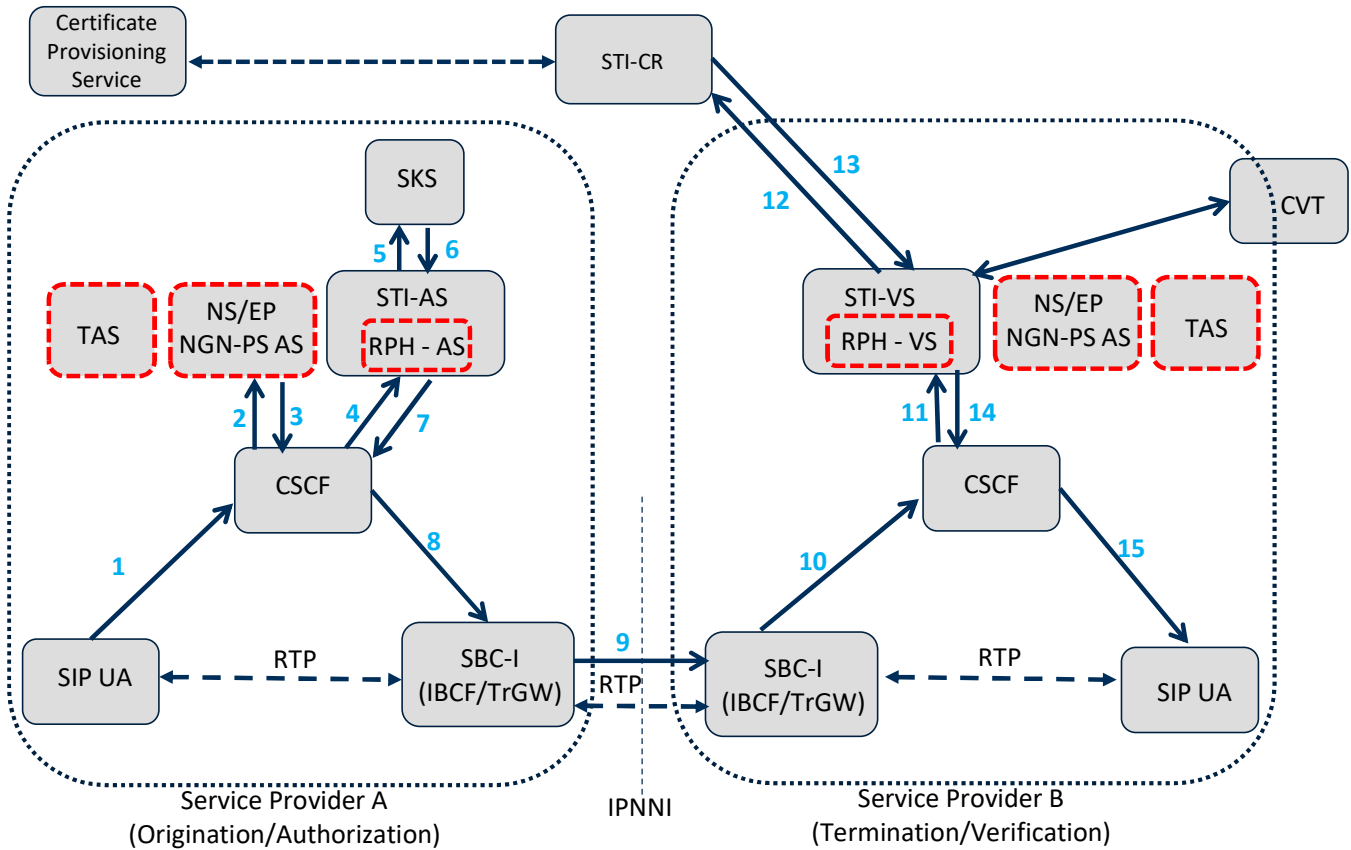 Certificate
Provisioning
Service
STI-CR
SKS
CVT
13
12
5
6
STI-AS
RPH - AS
TAS
NS/EP
NGN-PS AS
STI-VS
RPH - VS
NS/EP
NGN-PS AS
TAS
2
3
4
7
11
14
CSCF
CSCF
1
8
10
15
SIP UA
RTP
SBC-I
(IBCF/TrGW)
9
RTP
SBC-I
(IBCF/TrGW)
RTP
SIP UA
Service Provider A
(Origination/Authorization)
IPNNI
Service Provider B
(Termination/Verification)